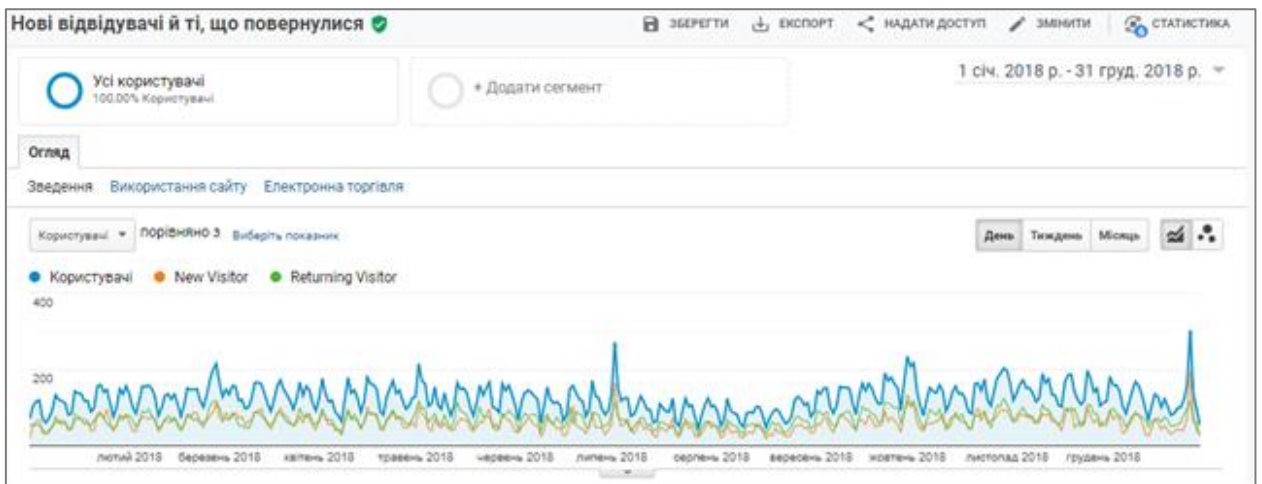 Нові відвідувачі й ті, що повернулися
ЗБЕРЕГТИ ЕКСПОРТ НАДАТИ ДОСТУП ЗМІНИТИ СТАТИСТИКА
Усі користувачі
100.00% Користувачі
+ Додати сегмент
1 січ. 2018 р. - 31 груд. 2018 р.
Огляд
Зведення Використання сайту Електронна торгівля
Користувачі порівняно з Виберіть показник
День Тиждень Місяць
Користувачі New Visitor Returning Visitor
400
200
лютий 2018 березень 2018 квітень 2018 травень 2018 червень 2018 липень 2018 серпень 2018 вересень 2018 жовтень 2018 листопад 2018 грудень 2018